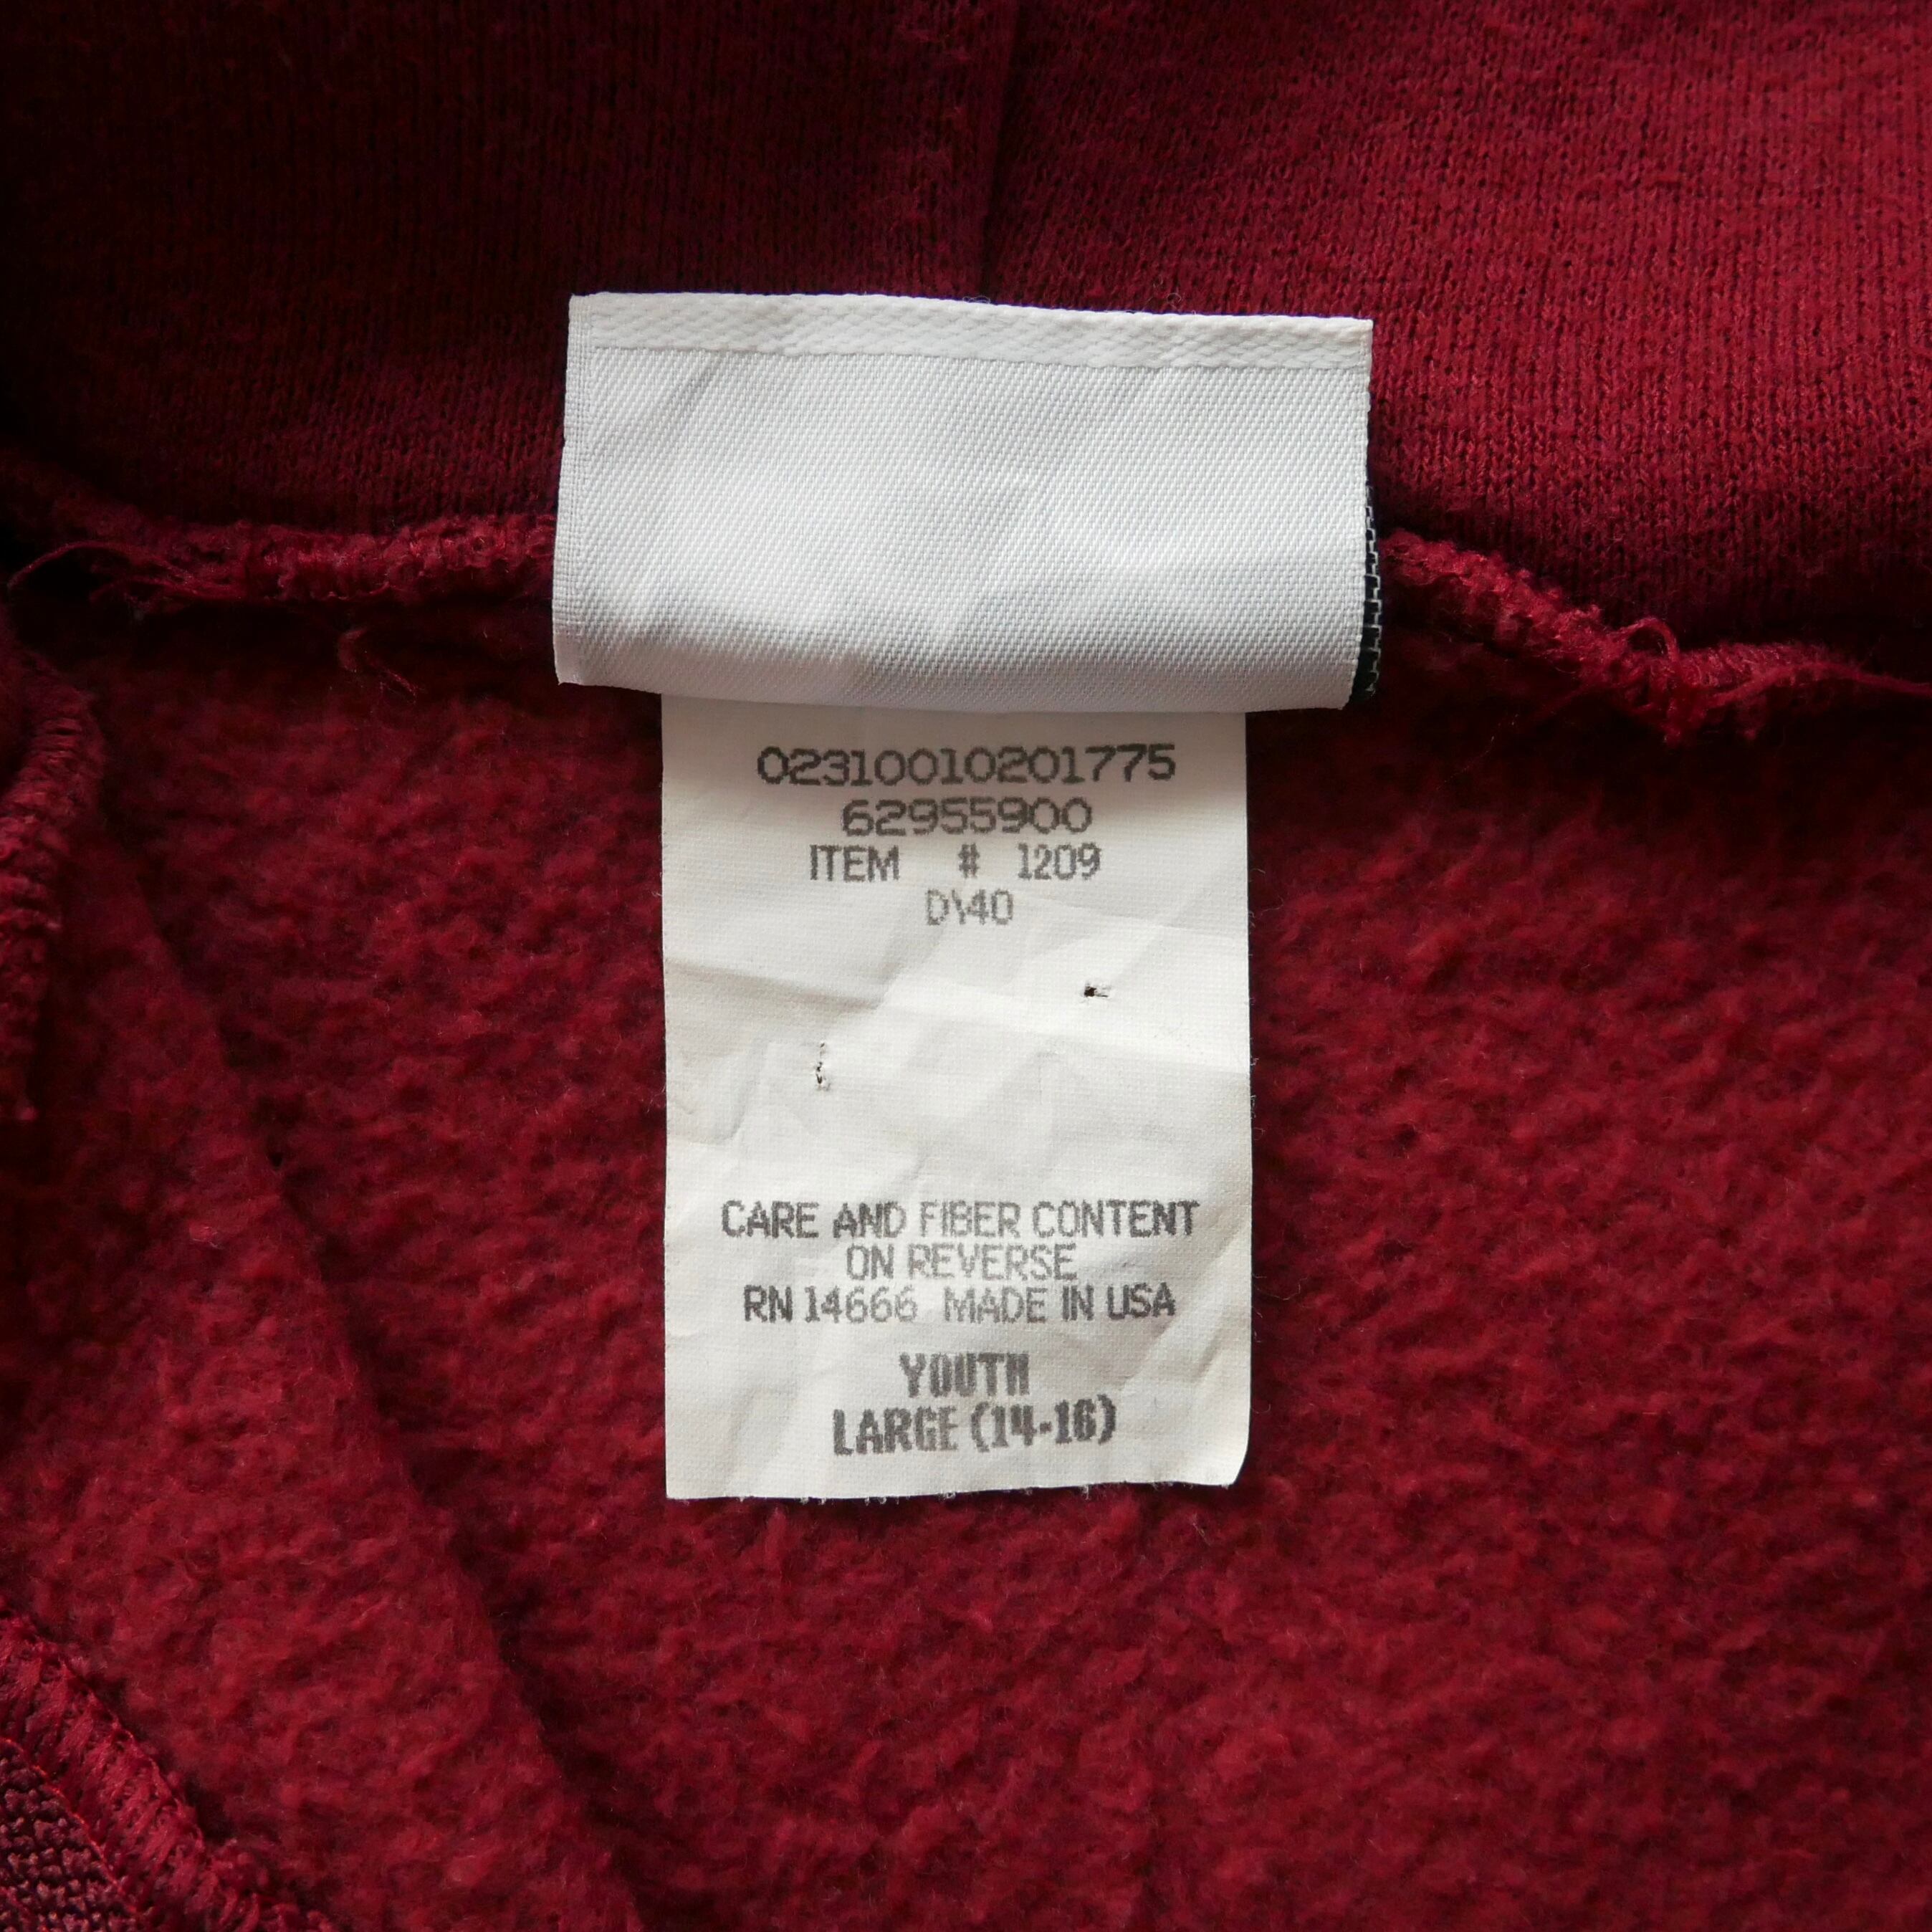 02310010201775
62955900
ITEM # 1209
D\40
CARE AND FIBER CONTENT
ON REVERSE
RN 14666 MADE IN USA
YOUTH
LARGE (14-16)